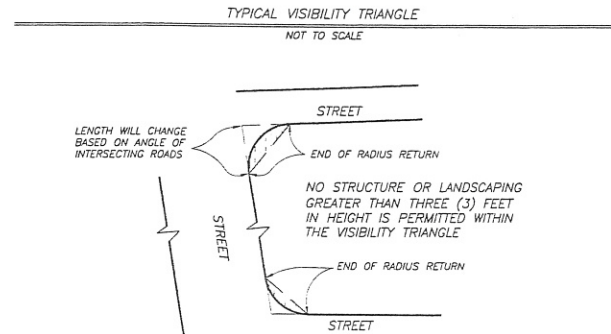 TYPICAL VISIBILITY TRIANGLE
NOT TO SCALE
STREET
LENGTH WILL CHANGE
BASED ON ANGLE OF
INTERSECTING ROADS
END OF RADIUS RETURN
NO STRUCTURE OR LANDSCAPING
GREATER THAN THREE (3) FEET
IN HEIGHT IS PERMITTED WITHIN
THE VISIBILITY TRIANGLE
STREET
END OF RADIUS RETURN
STREET